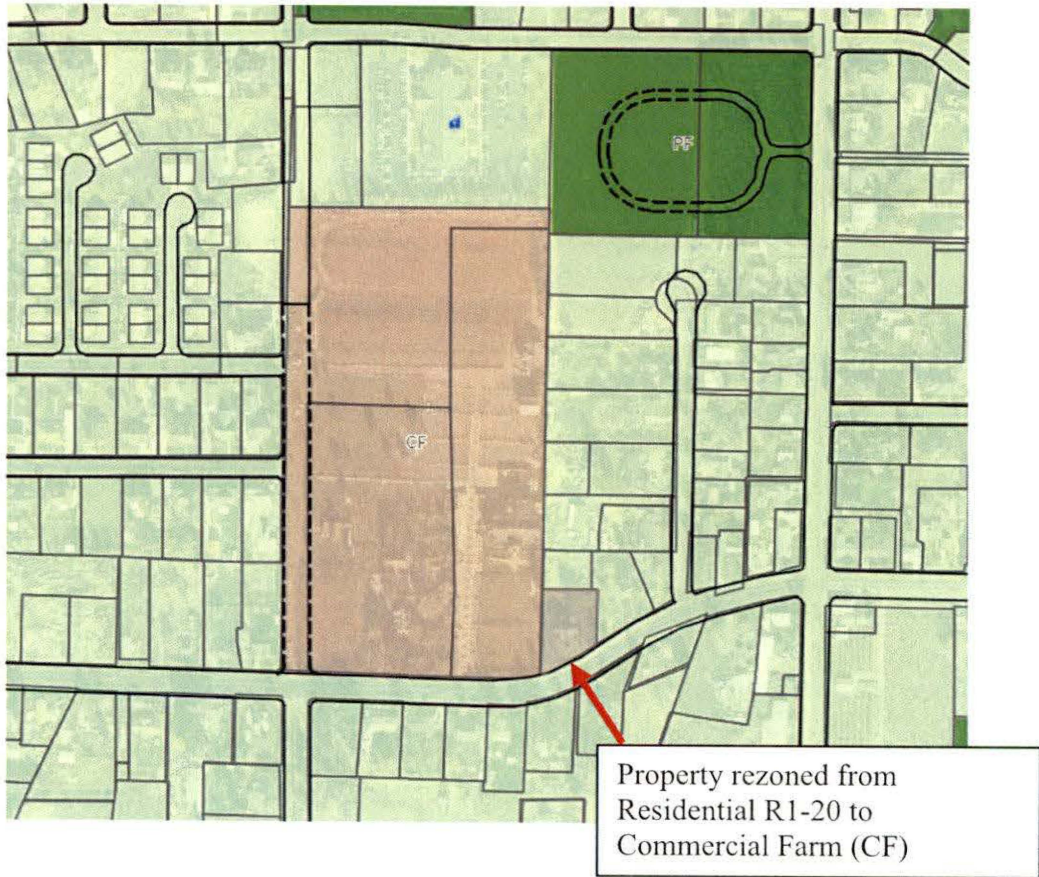 PF
CF
Property rezoned from
Residential R1-20 to
Commercial Farm (CF)